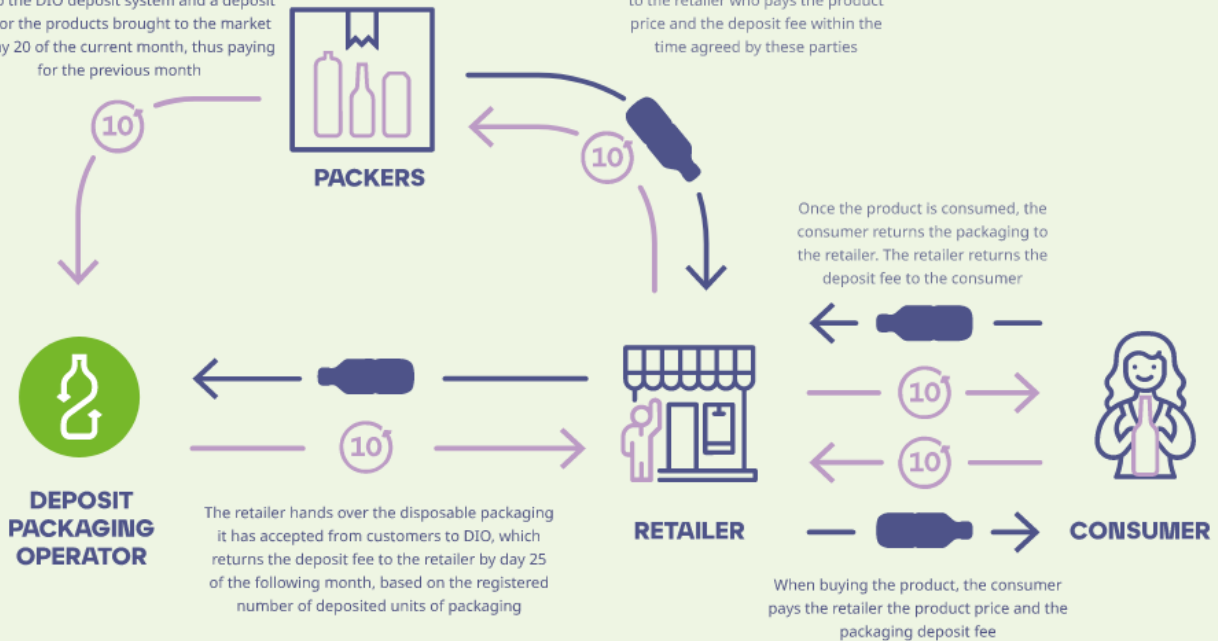 the DIO deposit system and a deposit
or the products brought to the market
20 of the current month, thus paying
for the previous month
to the retailer who pays the product
price and the deposit fee within the
time agreed by these parties
10
10
PACKERS
Once the product is consumed, the
consumer returns the packaging to
the retailer. The retailer returns the
deposit fee to the consumer
10
10
10
DEPOSIT
PACKAGING
OPERATOR
The retailer hands over the disposable packaging
it has accepted from customers to DIO, which
returns the deposit fee to the retailer by day 25
of the following month, based on the registered
number of deposited units of packaging
RETAILER
CONSUMER
When buying the product, the consumer
pays the retailer the product price and the
packaging deposit fee